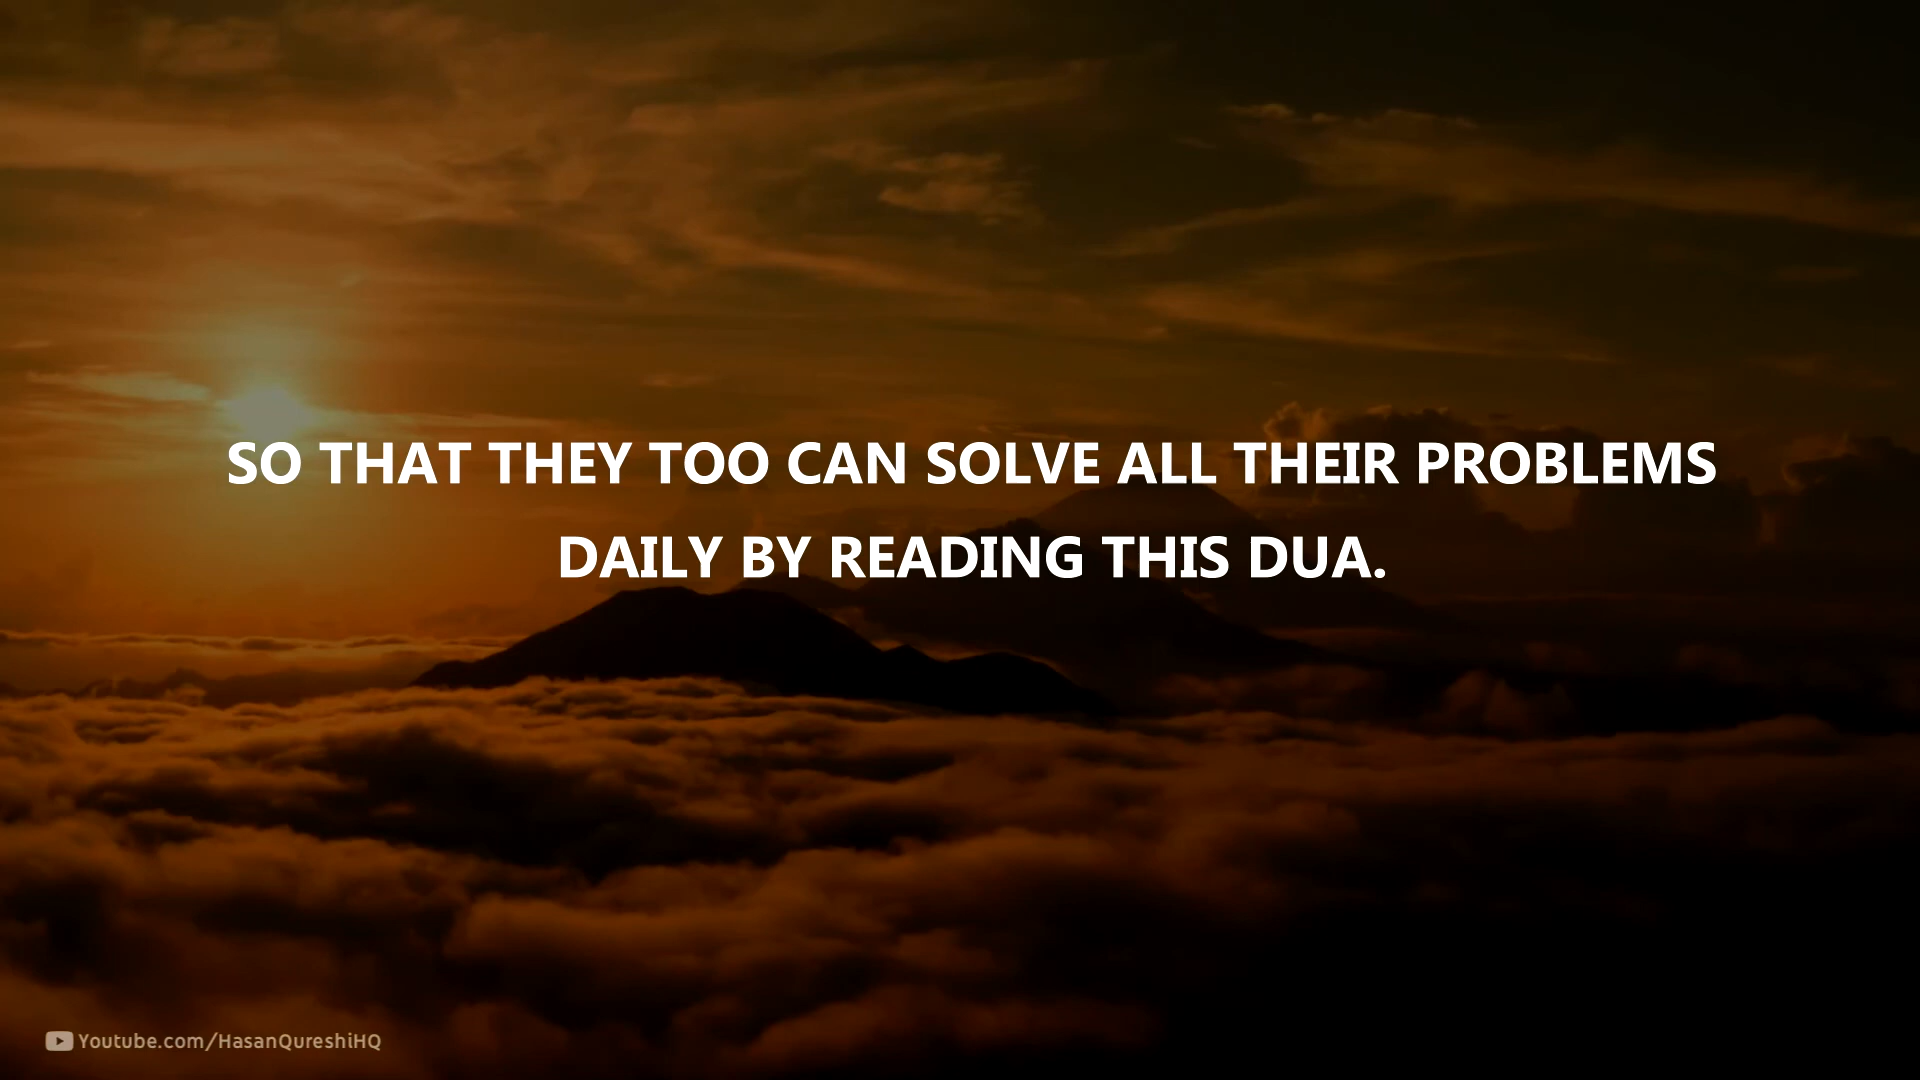 SO THAT THEY TOO CAN SOLVE ALL THEIR PROBLEMS
DAILY BY READING THIS DUA.
Youtube.com/HasanQureshiHQ